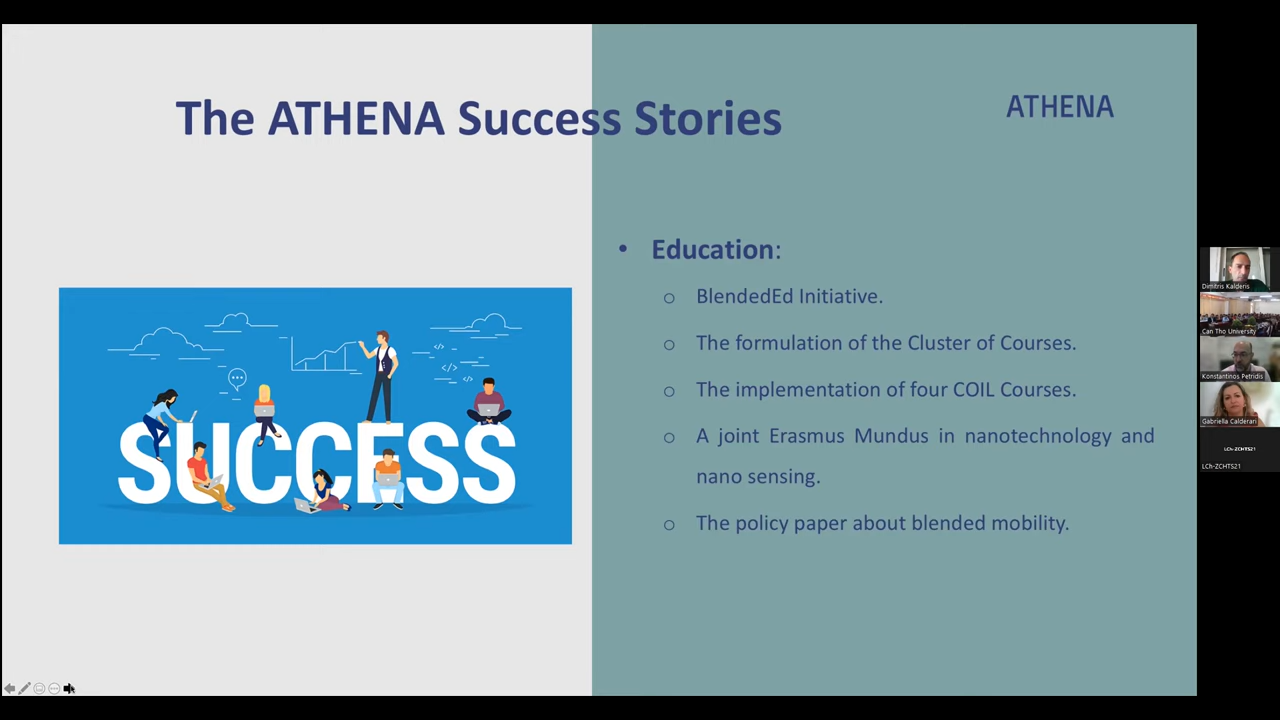 The ATHENA Success Stories
ATHENA
• Education:
o BlendedEd Initiative.
o The formulation of the Cluster of Courses.
o The implementation of four COIL Courses.
o A joint Erasmus Mundus in nanotechnology and
nano sensing.
o The policy paper about blended mobility.
SUCCESS
</>
</>
</>
Dimitris Kalderis
Can Tho University
Konstantinos Petridis
Gabriella Calderari
LCh-ZCHTS21
LCh-ZCHTS21